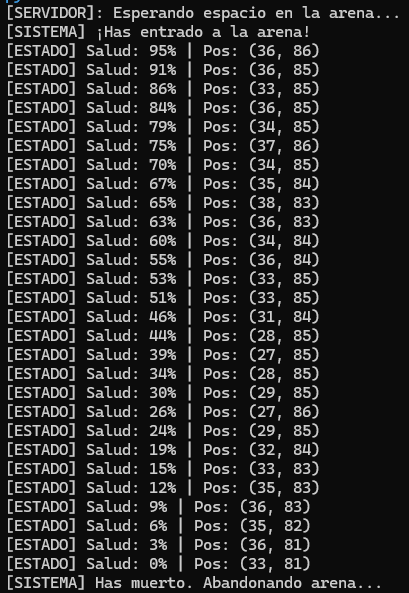 [SERVIDOR]: Esperando espacio en la arena...
[SISTEMA] ¡Has entrado a la arena!
[ESTADO] Salud: 95% | Pos: (36, 86)
[ESTADO] Salud: 91% | Pos: (36, 85)
[ESTADO] Salud: 86% | Pos: (33, 85)
[ESTADO] Salud: 84% | Pos: (36, 85)
[ESTADO] Salud: 79% | Pos: (34, 85)
[ESTADO] Salud: 75% | Pos: (37, 86)
[ESTADO] Salud: 70% | Pos: (34, 85)
[ESTADO] Salud: 67% | Pos: (35, 84)
[ESTADO] Salud: 65% | Pos: (38, 83)
[ESTADO] Salud: 63% | Pos: (36, 83)
[ESTADO] Salud: 60% | Pos: (34, 84)
[ESTADO] Salud: 55% | Pos: (36, 84)
[ESTADO] Salud: 53% | Pos: (33, 85)
[ESTADO] Salud: 51% | Pos: (33, 85)
[ESTADO] Salud: 46% | Pos: (31, 84)
[ESTADO] Salud: 44% | Pos: (28, 85)
[ESTADO] Salud: 39% | Pos: (27, 85)
[ESTADO] Salud: 34% | Pos: (28, 85)
[ESTADO] Salud: 30% | Pos: (29, 85)
[ESTADO] Salud: 26% | Pos: (27, 86)
[ESTADO] Salud: 24% | Pos: (29, 85)
[ESTADO] Salud: 19% | Pos: (32, 84)
[ESTADO] Salud: 15% | Pos: (33, 83)
[ESTADO] Salud: 12% | Pos: (35, 83)
[ESTADO] Salud: 9% | Pos: (36, 83)
[ESTADO] Salud: 6% | Pos: (35, 82)
[ESTADO] Salud: 3% | Pos: (36, 81)
[ESTADO] Salud: 0% | Pos: (33, 81)
[SISTEMA] Has muerto. Abandonando arena...